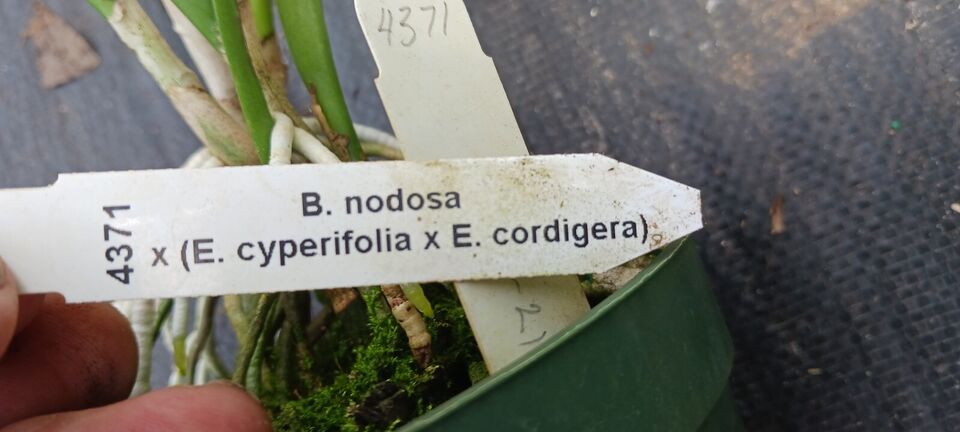 4371
B. nodosa
x (E. cyperifolia x E. cordigera)
4371